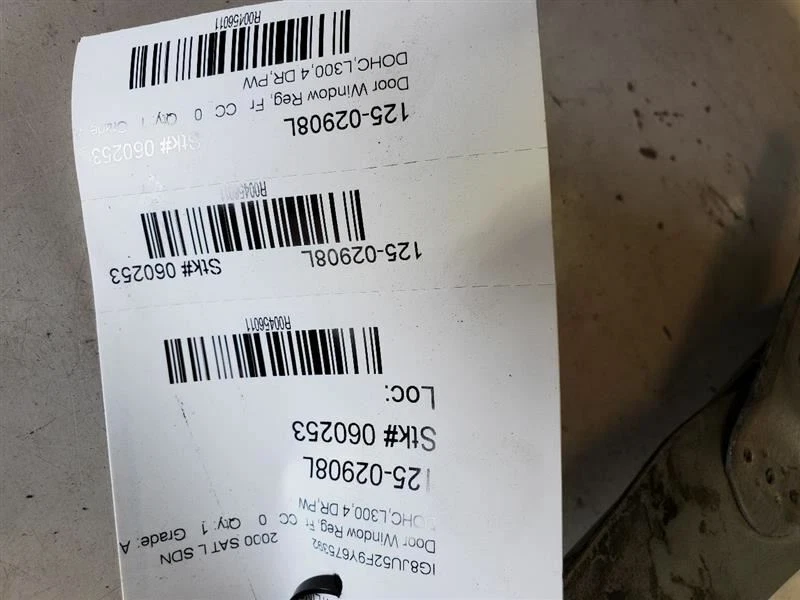 1G8JU52F9Y675392
2000 SAT L SDN
Door Window Reg, Fr CC 0 Qty: 1 Grade: A
DOHC,L300,4 DR,PW
125-02908L
Stk# 060253
Loc:
R00456011
125-02908L Stk# 060253
R00456011
125-02908L Stk# 060253
Door Window Reg, Fr CC 0 Qty 1
DOHC,L300,4 DR,PW
R00456011